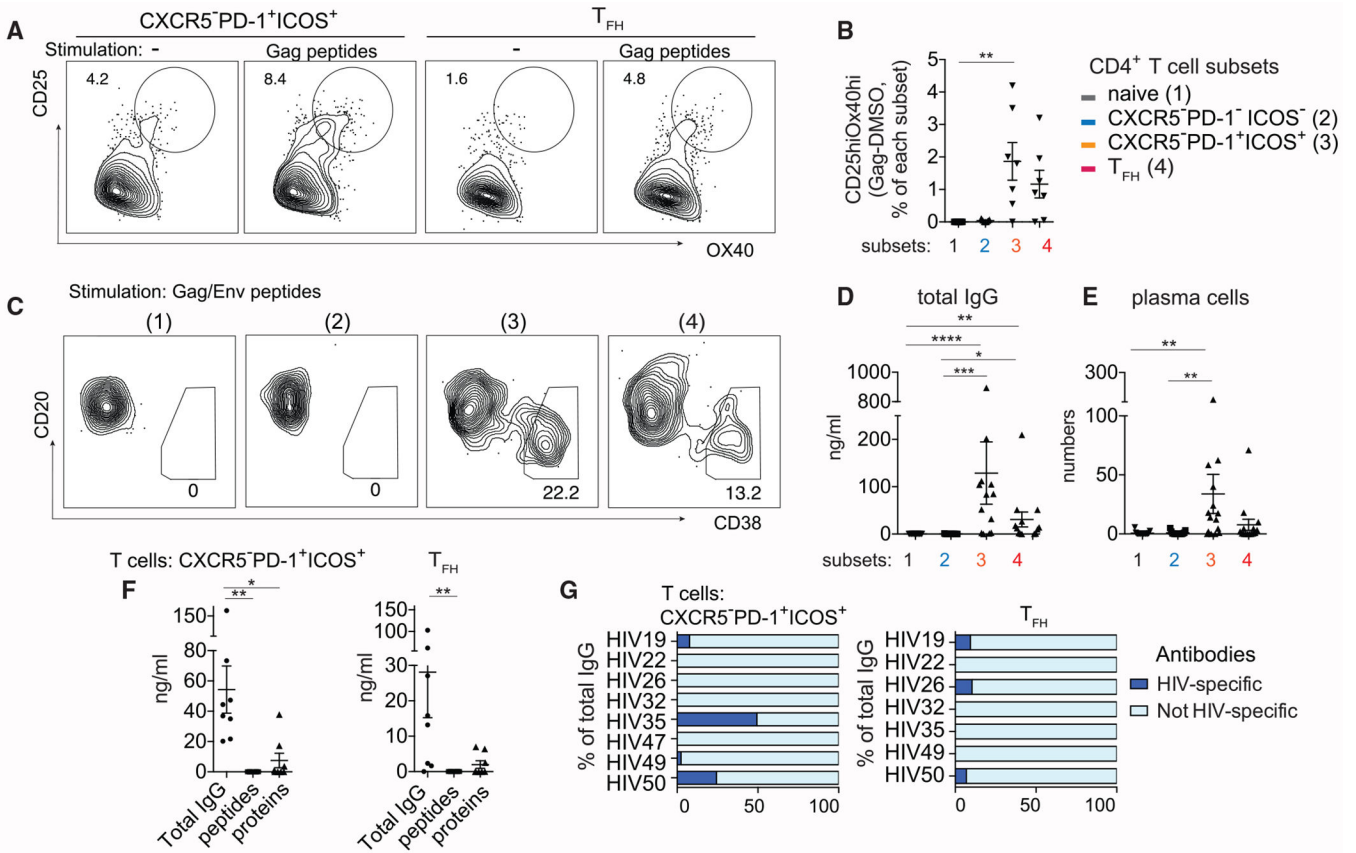 A
CXCR5-PD-1+ICOS+
TFH
Stimulation: -
Gag peptides
-
Gag peptides
CD25
4.2
8.4
1.6
4.8
OX40
B
CD25hiOx40hi
(Gag-DMSO,
% of each subset)
**
5
4
3
2
1
0
subsets: 1 2 3 4
CD4+ T cell subsets
naive (1)
CXCR5-PD-1- ICOS- (2)
CXCR5-PD-1+ICOS+ (3)
TFH (4)
C
Stimulation: Gag/Env peptides
(1) (2) (3) (4)
CD20
0
0
22.2
13.2
CD38
D
total IgG
**
****
*
***
ng/ml
1000
800
200
100
0
subsets: 1 2 3 4
E
plasma cells
**
**
numbers
300
100
50
0
1 2 3 4
F
T cells: CXCR5-PD-1+ICOS+
*
**
ng/ml
150
80
60
40
20
0
Total IgG
peptides
proteins
TFH
**
ng/ml
150
100
30
20
10
0
Total IgG
peptides
proteins
G
T cells:
CXCR5-PD-1+ICOS+
% of total IgG
HIV19
HIV22
HIV26
HIV32
HIV35
HIV47
HIV49
HIV50
0 50 100
TFH
% of total IgG
HIV19
HIV22
HIV26
HIV32
HIV35
HIV49
HIV50
0 50 100
Antibodies
HIV-specific
Not HIV-specific